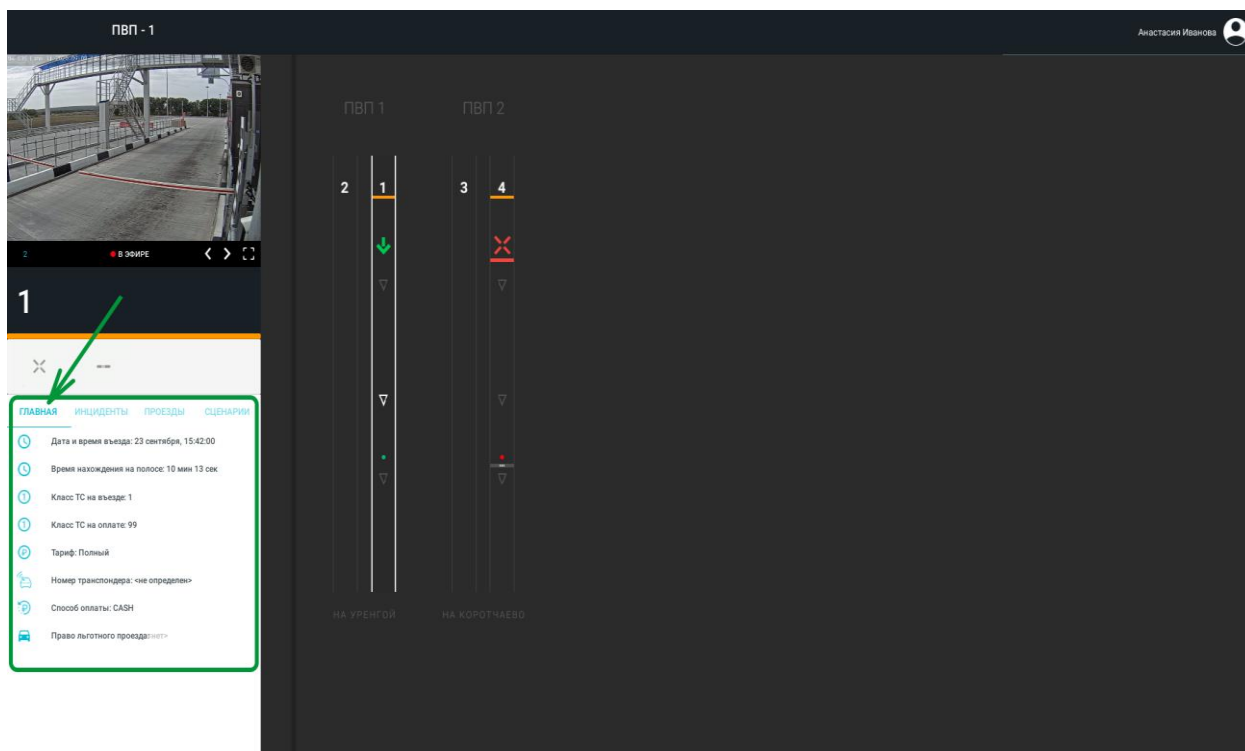 ПВП - 1
Анастасия Иванова
2
В ЭФИРЕ
1
ГЛАВНАЯ ИНЦИДЕНТЫ ПРОЕЗДЫ СЦЕНАРИИ
Дата и время въезда: 23 сентября, 15:42:00
Время нахождения на полосе: 10 мин 13 сек
Класс ТС на въезде: 1
Класс ТС на оплате: 99
Тариф: Полный
Номер транспондера: <не определен>
Способ оплаты: CASH
Право льготного проезда<нет>
ПВП 1 ПВП 2
2 1 3 4
НА УРЕНГОЙ НА КОРОТЧАЕВО